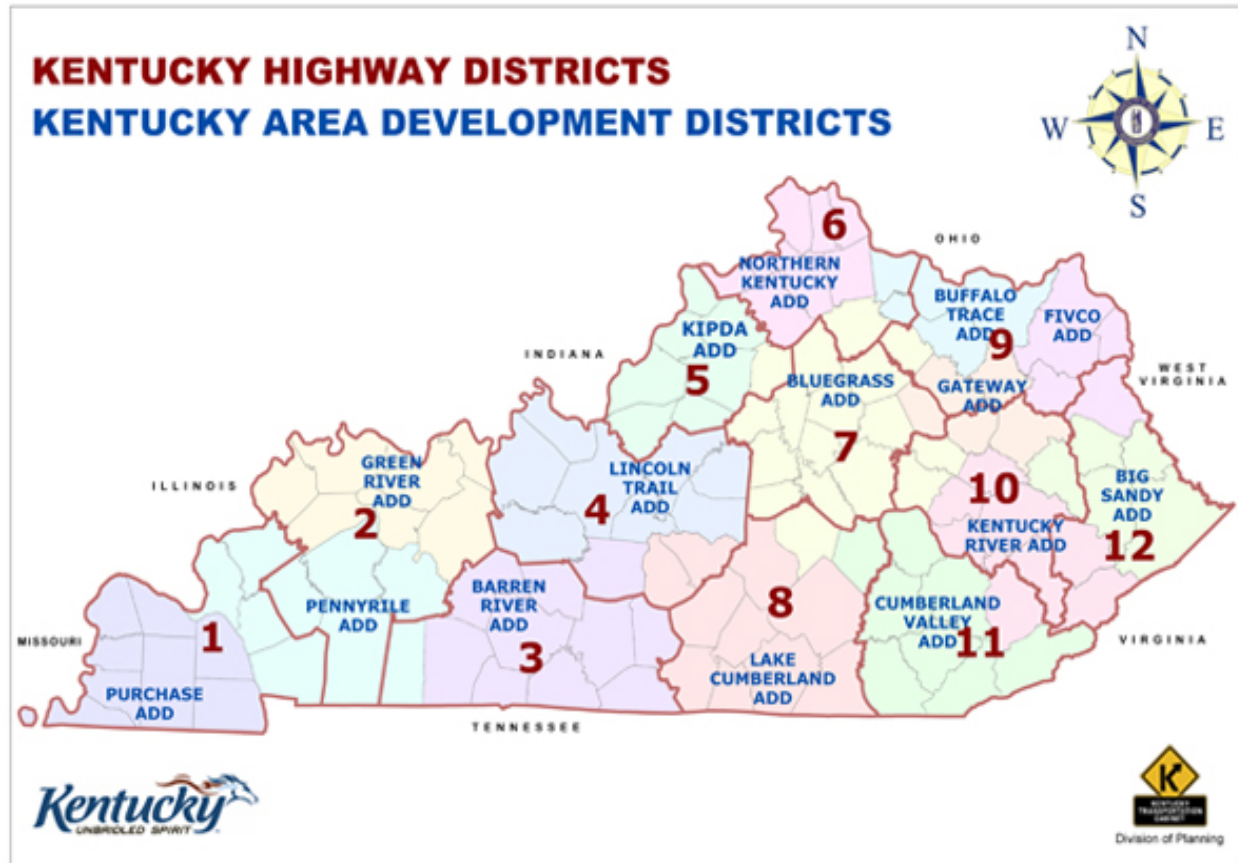 KENTUCKY HIGHWAY DISTRICTS
KENTUCKY AREA DEVELOPMENT DISTRICTS
N
W
E
S
6
OHIO
NORTHERN
KENTUCKY
ADD
BUFFALO
TRACE
ADD
9
FIVCO
ADD
KIPDA
ADD
5
INDIANA
WEST
VIRGINIA
BLUEGRASS
ADD
7
GATEWAY
ADD
GREEN
RIVER
ADD
2
ILLINOIS
LINCOLN
TRAIL
ADD
4
10
KENTUCKY
RIVER ADD
BIG
SANDY
ADD
12
BARREN
RIVER
ADD
3
PENNYRILE
ADD
8
CUMBERLAND
VALLEY
ADD
11
MISSOURI
1
VIRGINIA
PURCHASE
ADD
LAKE
CUMBERLAND
ADD
TENNESSEE
Kentucky
UNBRIDLED SPIRIT
K
KENTUCKY
TRANSPORTATION
CABINET
Division of Planning